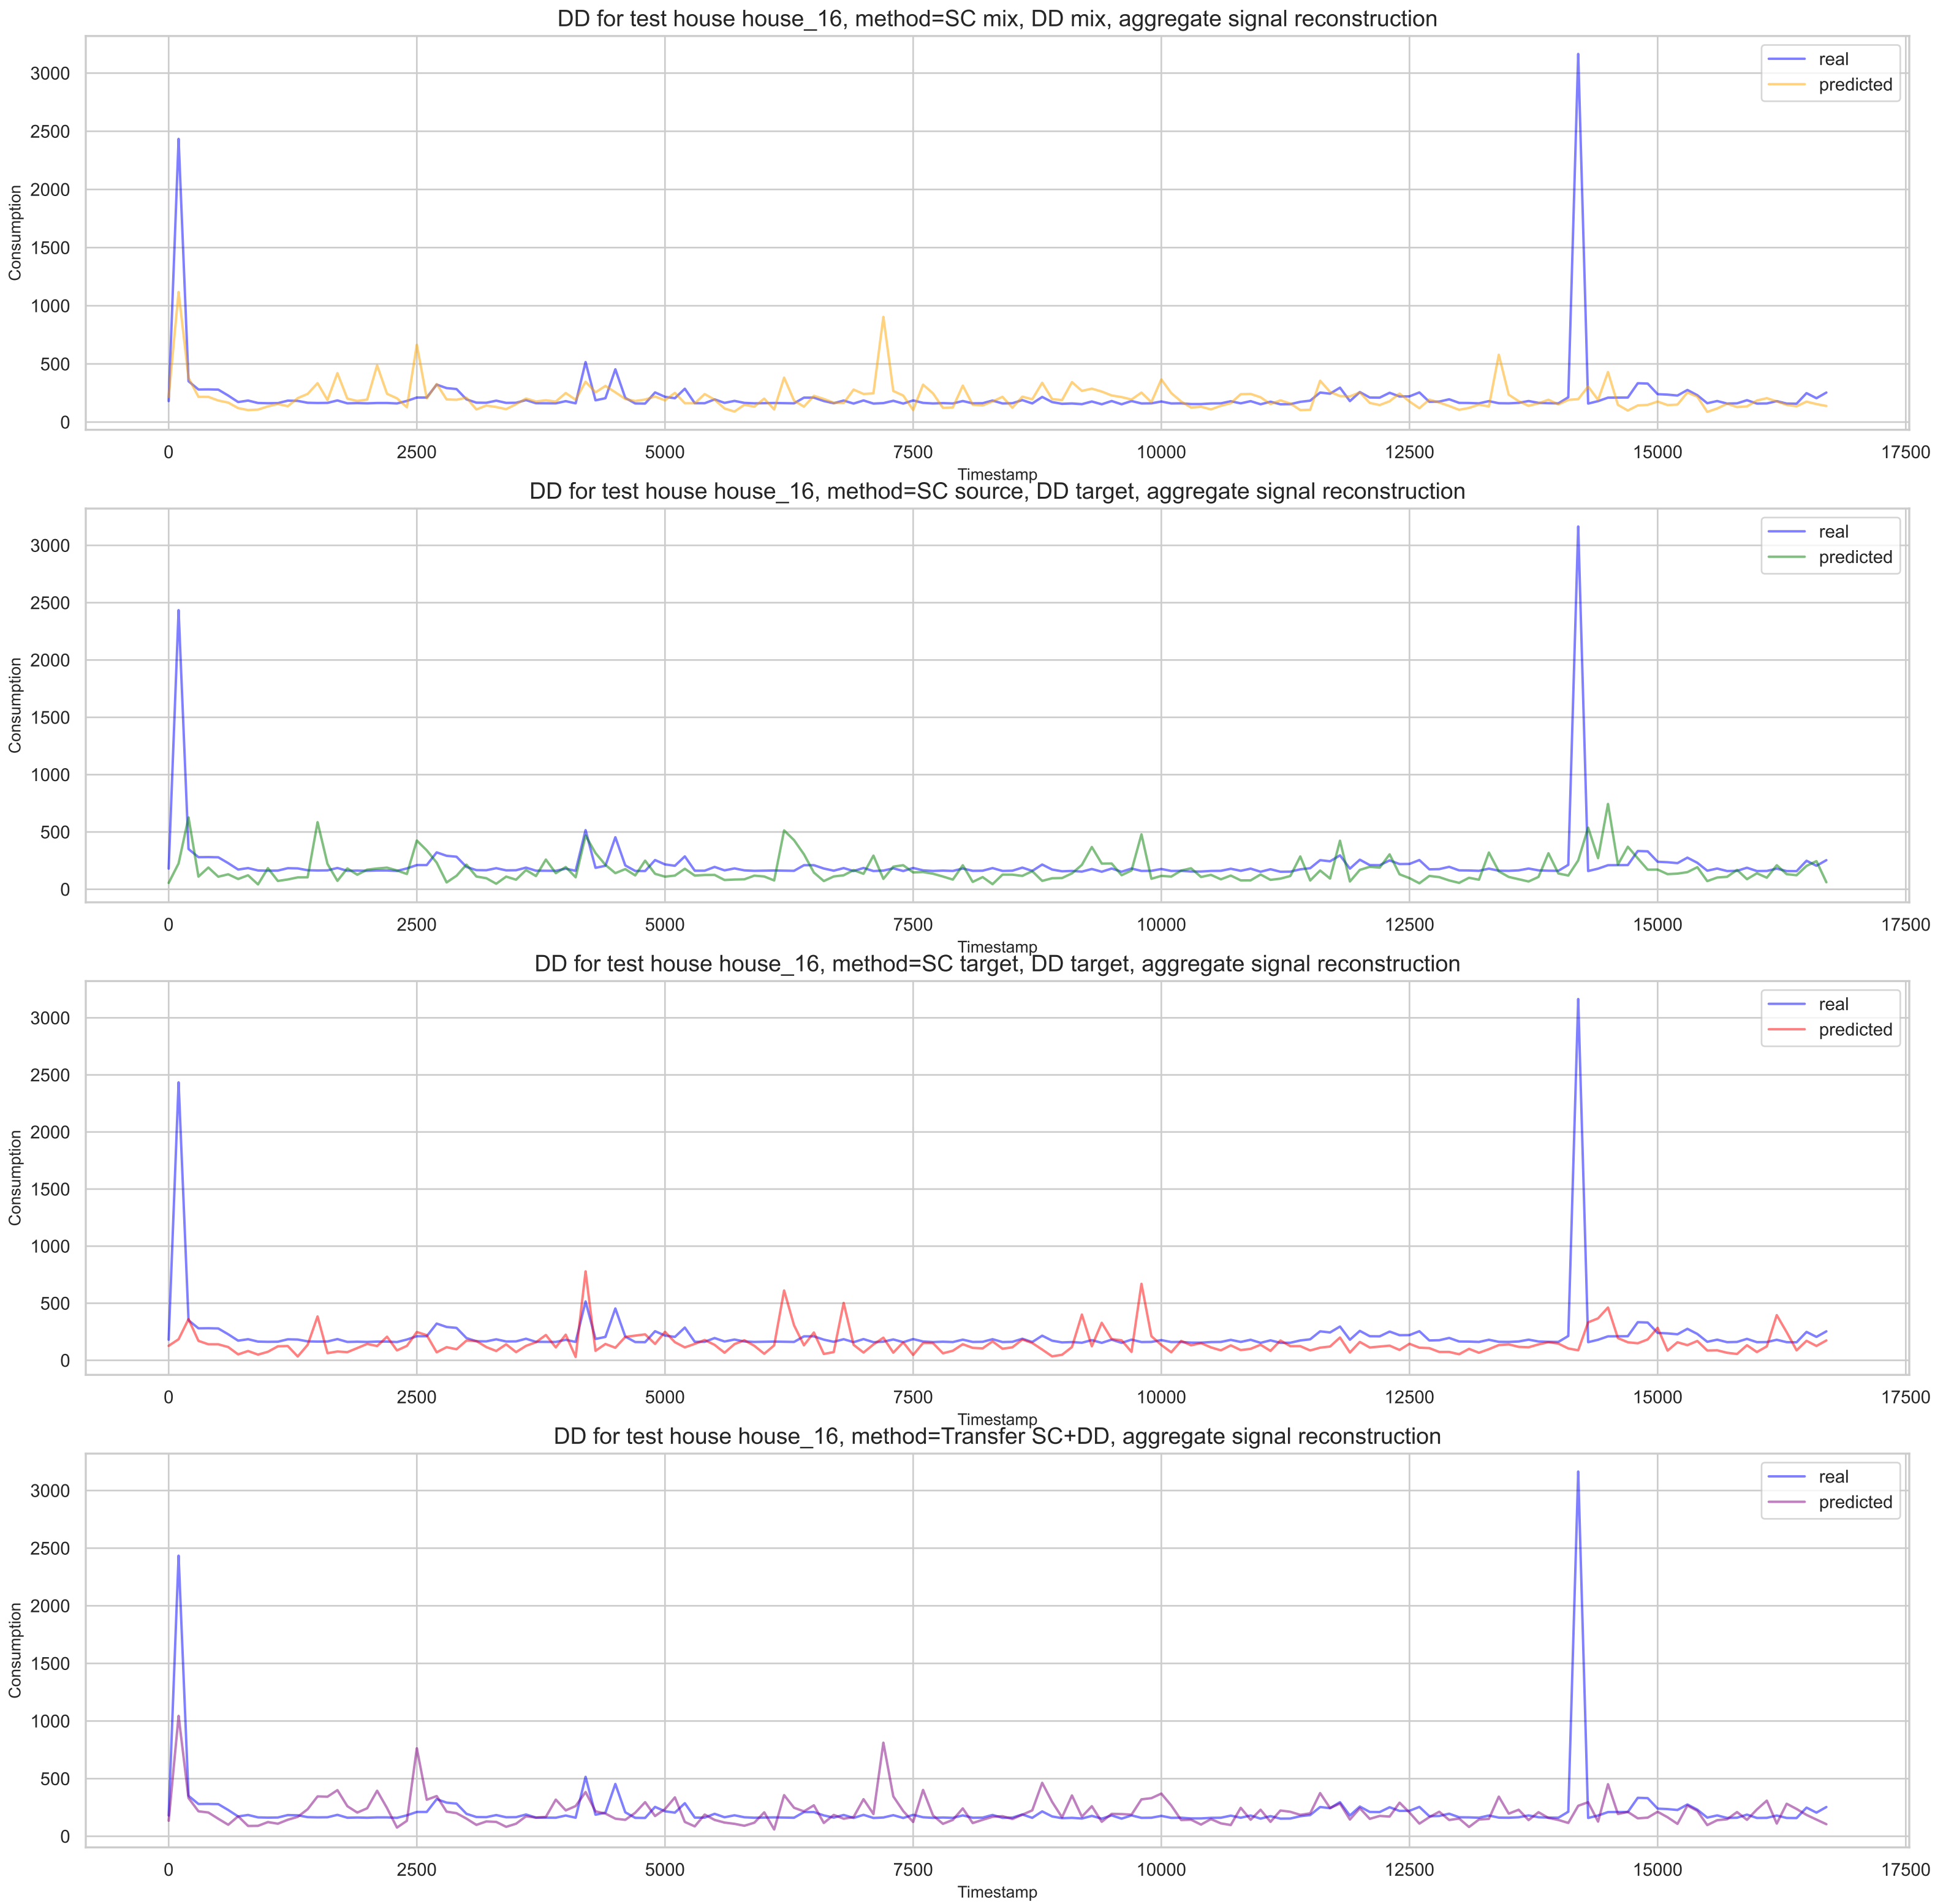 DD for test house house_16, method=SC mix, DD mix, aggregate signal reconstruction
real
predicted
3000
2500
2000
1500
1000
500
0
Consumption
0 2500 5000 7500 10000 12500 15000 17500
Timestamp
DD for test house house_16, method=SC source, DD target, aggregate signal reconstruction
real
predicted
3000
2500
2000
1500
1000
500
0
Consumption
0 2500 5000 7500 10000 12500 15000 17500
Timestamp
DD for test house house_16, method=SC target, DD target, aggregate signal reconstruction
real
predicted
3000
2500
2000
1500
1000
500
0
Consumption
0 2500 5000 7500 10000 12500 15000 17500
Timestamp
DD for test house house_16, method=Transfer SC+DD, aggregate signal reconstruction
real
predicted
3000
2500
2000
1500
1000
500
0
Consumption
0 2500 5000 7500 10000 12500 15000 17500
Timestamp